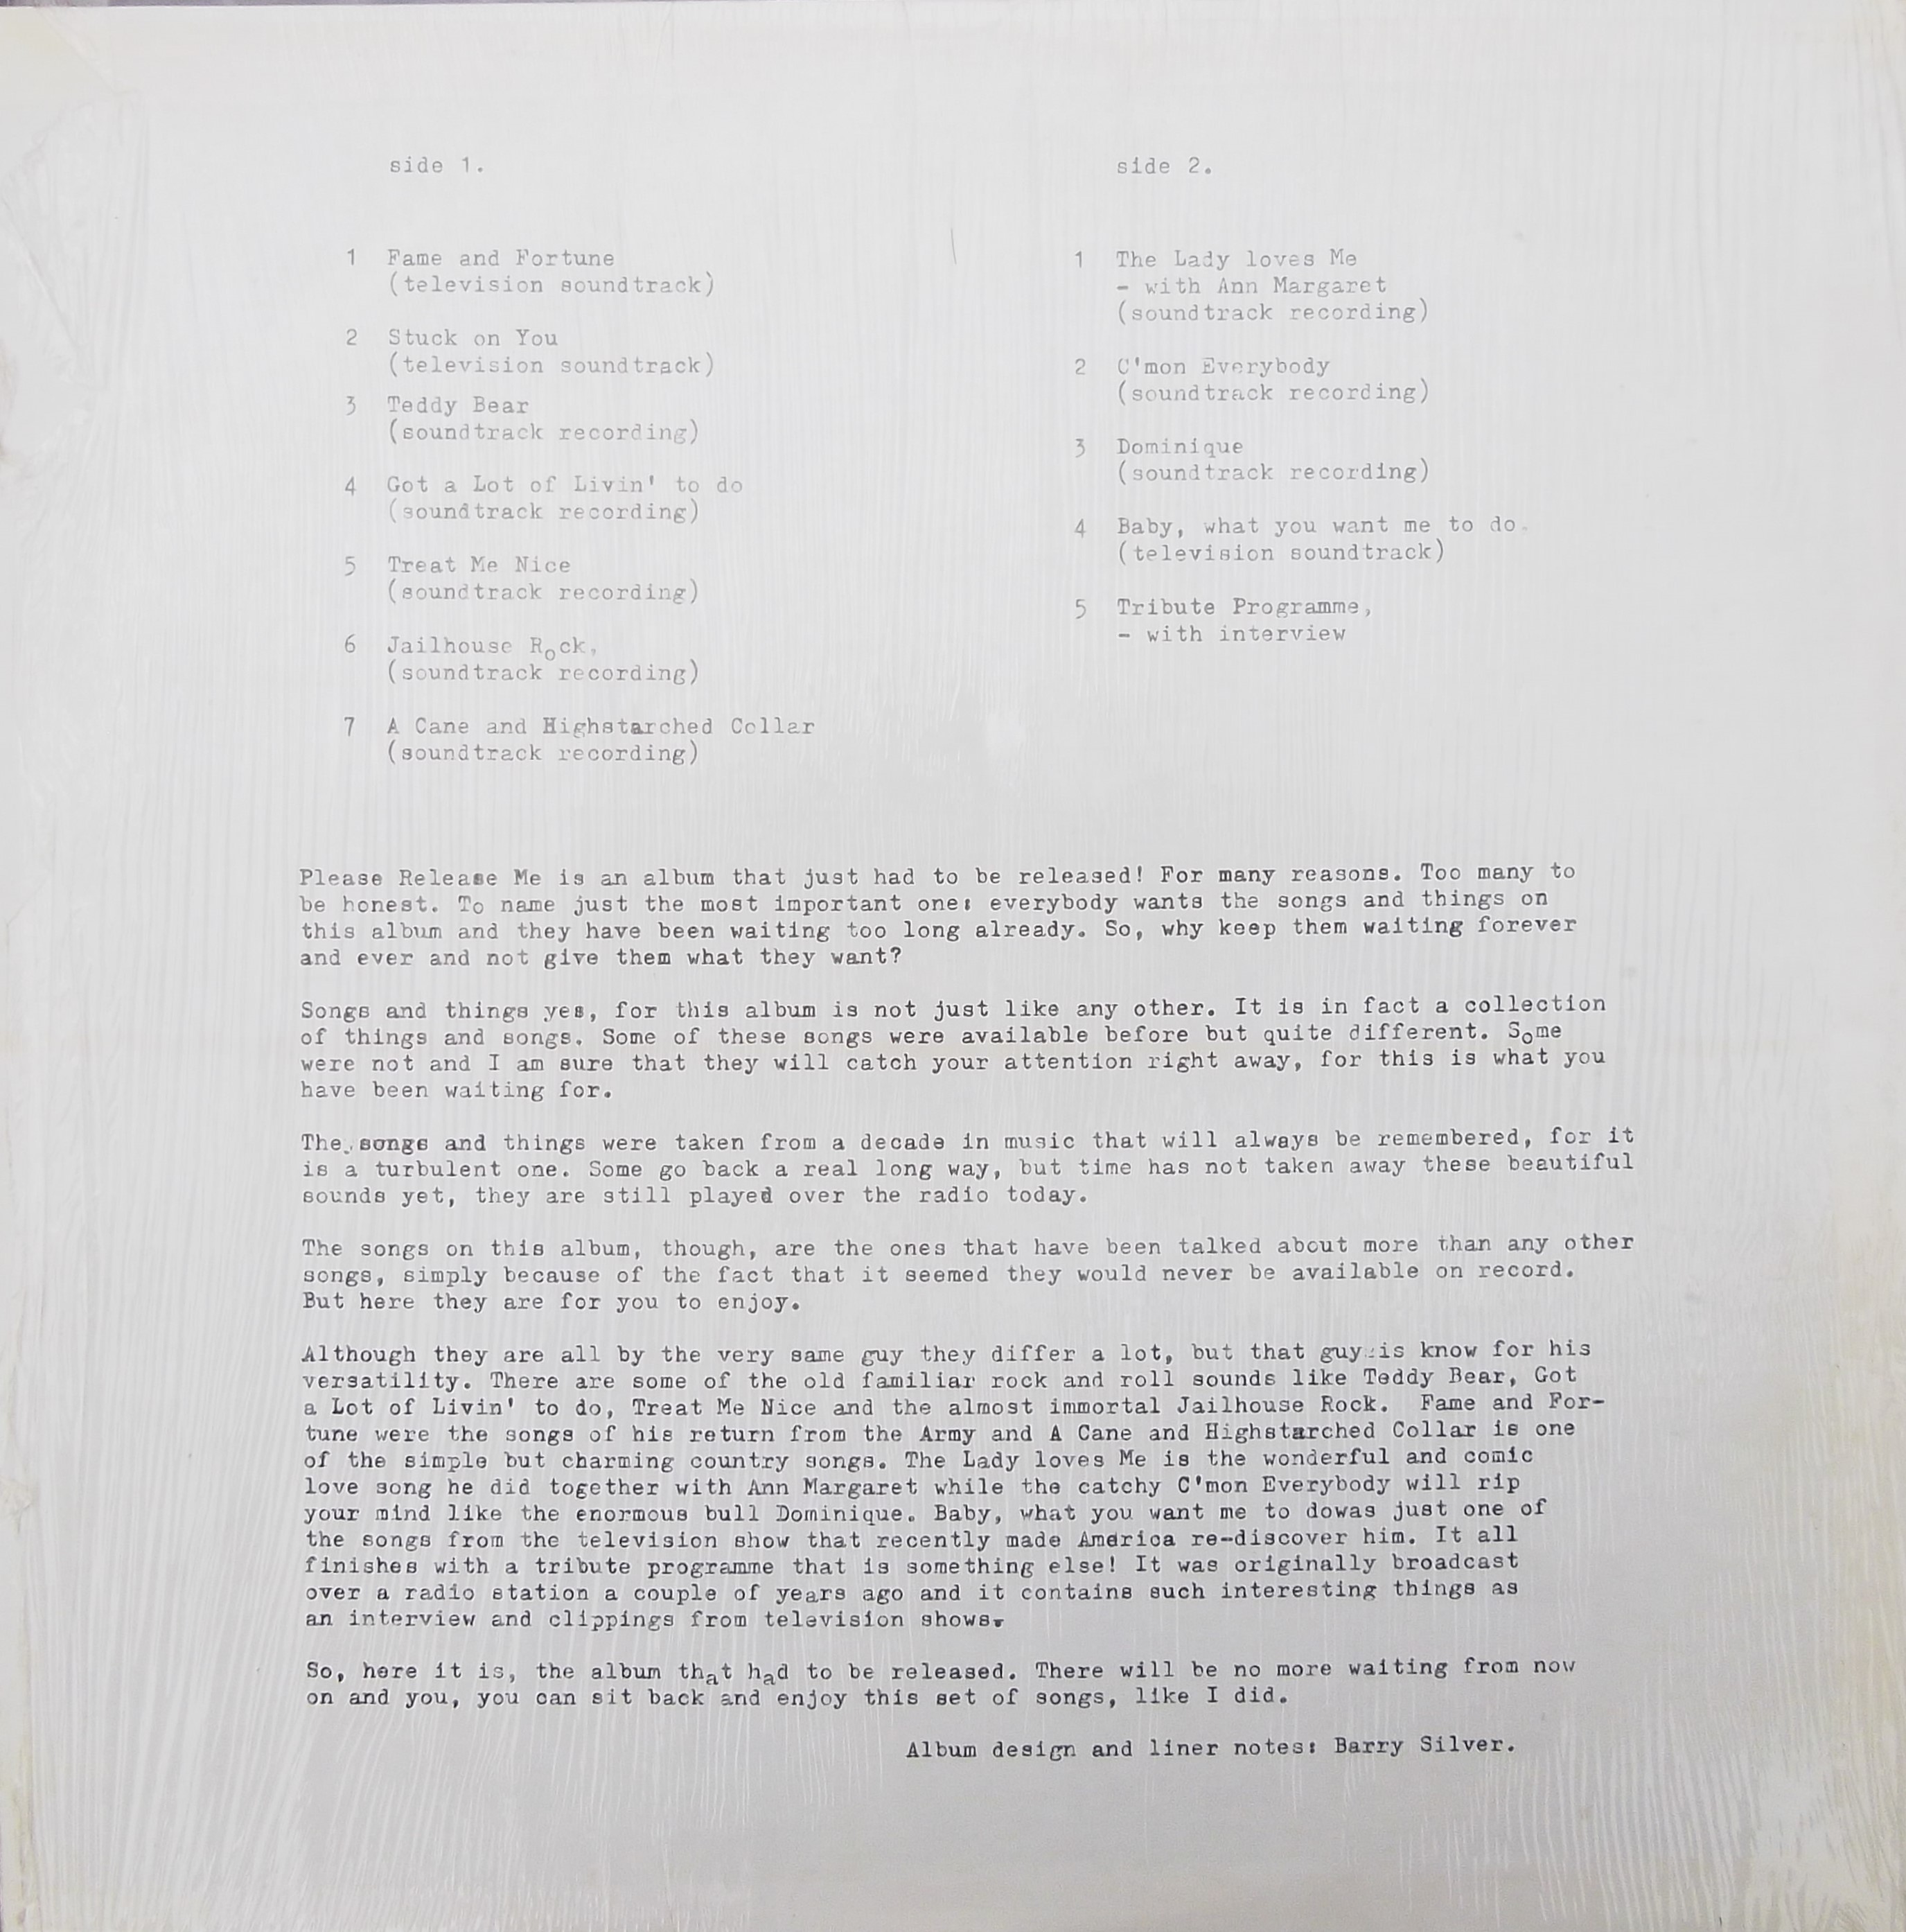 side 1.
1 Fame and Fortune
(television soundtrack)
2 Stuck on You
(television soundtrack)
3 Teddy Bear
(soundtrack recording)
4 Got a Lot of Livin' to do
(soundtrack recording)
5 Treat Me Nice
(soundtrack recording)
6 Jailhouse Rock,
(soundtrack recording)
7 A Cane and Highstarched Collar
(soundtrack recording)
side 2.
1 The Lady loves Me
- with Ann Margaret
(soundtrack recording)
2 C'mon Everybody
(soundtrack recording)
3 Dominique
(soundtrack recording)
4 Baby, what you want me to do.
(television soundtrack)
5 Tribute Programme,
- with interview
Please Release Me is an album that just had to be released! For many reasons. Too many to
be honest. To name just the most important one: everybody wants the songs and things on
this album and they have been waiting too long already. So, why keep them waiting forever
and ever and not give them what they want?
Songs and things yes, for this album is not just like any other. It is in fact a collection
of things and songs. Some of these songs were available before but quite different. Some
were not and I am sure that they will catch your attention right away, for this is what you
have been waiting for.
The songs and things were taken from a decade in music that will always be remembered, for it
is a turbulent one. Some go back a real long way, but time has not taken away these beautiful
sounds yet, they are still played over the radio today.
The songs on this album, though, are the ones that have been talked about more than any other
songs, simply because of the fact that it seemed they would never be available on record.
But here they are for you to enjoy.
Although they are all by the very same guy they differ a lot, but that guy is know for his
versatility. There are some of the old familiar rock and roll sounds like Teddy Bear, Got
a Lot of Livin' to do, Treat Me Nice and the almost immortal Jailhouse Rock. Fame and For-
tune were the songs of his return from the Army and A Cane and Highstarched Collar is one
of the simple but charming country songs. The Lady loves Me is the wonderful and comic
love song he did together with Ann Margaret while the catchy C'mon Everybody will rip
your mind like the enormous bull Dominique. Baby, what you want me to dowas just one of
the songs from the television show that recently made America re-discover him. It all
finishes with a tribute programme that is something else! It was originally broadcast
over a radio station a couple of years ago and it contains such interesting things as
an interview and clippings from television shows.
So, here it is, the album that had to be released. There will be no more waiting from now
on and you, you can sit back and enjoy this set of songs, like I did.
Album design and liner notes: Barry Silver.